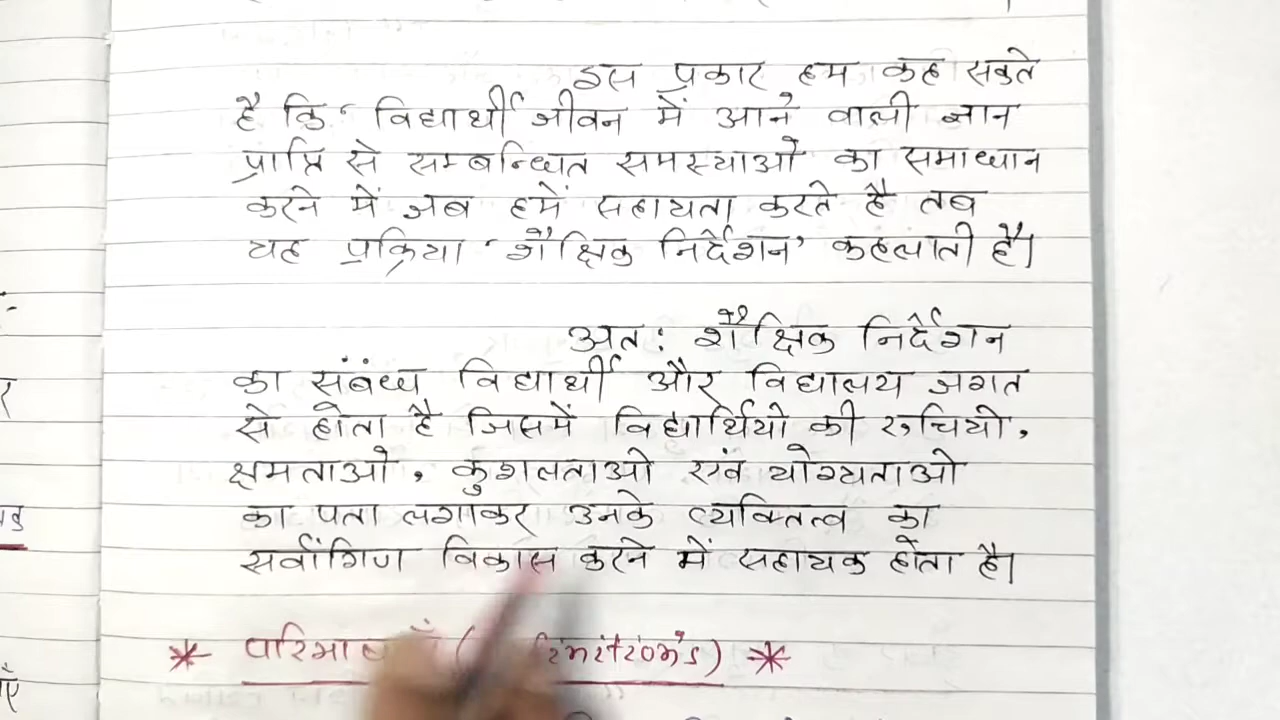 इस प्रकार हम कह सकते
है कि ‘ विद्यार्थी जीवन में आने वाली ज्ञान
प्राप्ति से सम्बन्धित समस्याओं का समाधान
करने में जब हमें सहायता करते है तब
यह प्रक्रिया ‘शैक्षिक निर्देशन’ कहलाती है।
अत: शैक्षिक निर्देशन
का संबंध विद्यार्थी और विद्यालय जगत
से होता है जिसमें विद्यार्थियो की रुचियो,
क्षमताओ, कुशलताओ एवं योग्यताओ
का पता लगाकर उनके व्यक्तित्व का
सर्वांगिण विकास करने में सहायक होता है।
* ( *